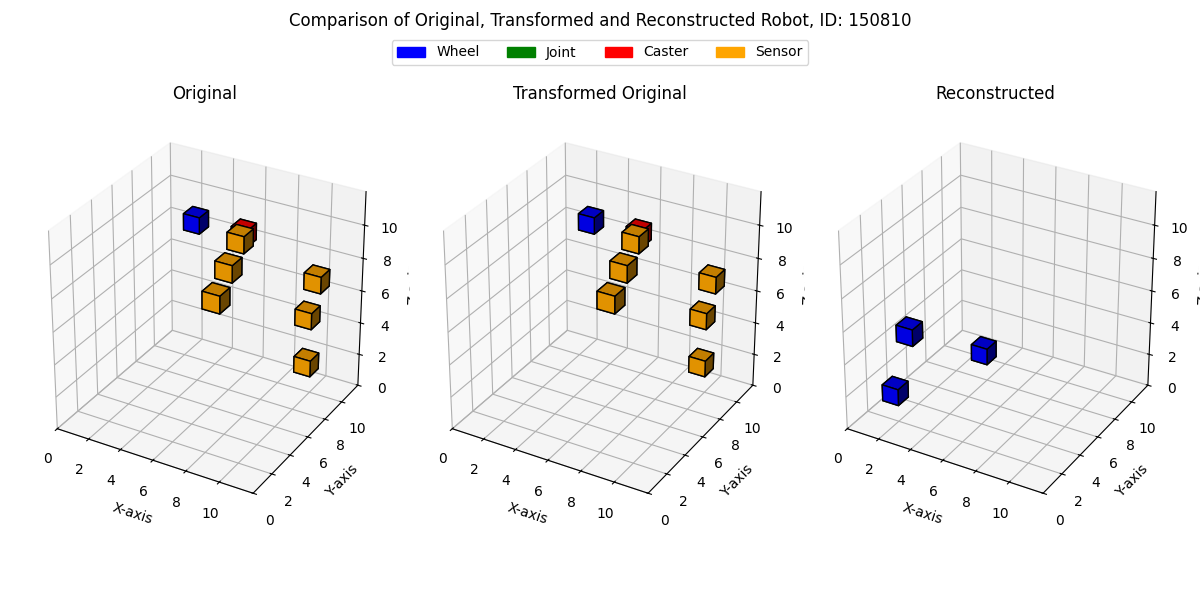 Comparison of Original, Transformed and Reconstructed Robot, ID: 150810
Wheel Joint Caster Sensor
Original Transformed Original Reconstructed
10 10 10
8 8 8
6 6 6
4 4 4
2 2 2
0 0 0
0 2 4 6 8 10 0 2 4 6 8 10 0 2 4 6 8 10
0 2 4 6 8 10 0 2 4 6 8 10 0 2 4 6 8 10
X-axis Y-axis X-axis Y-axis X-axis Y-axis